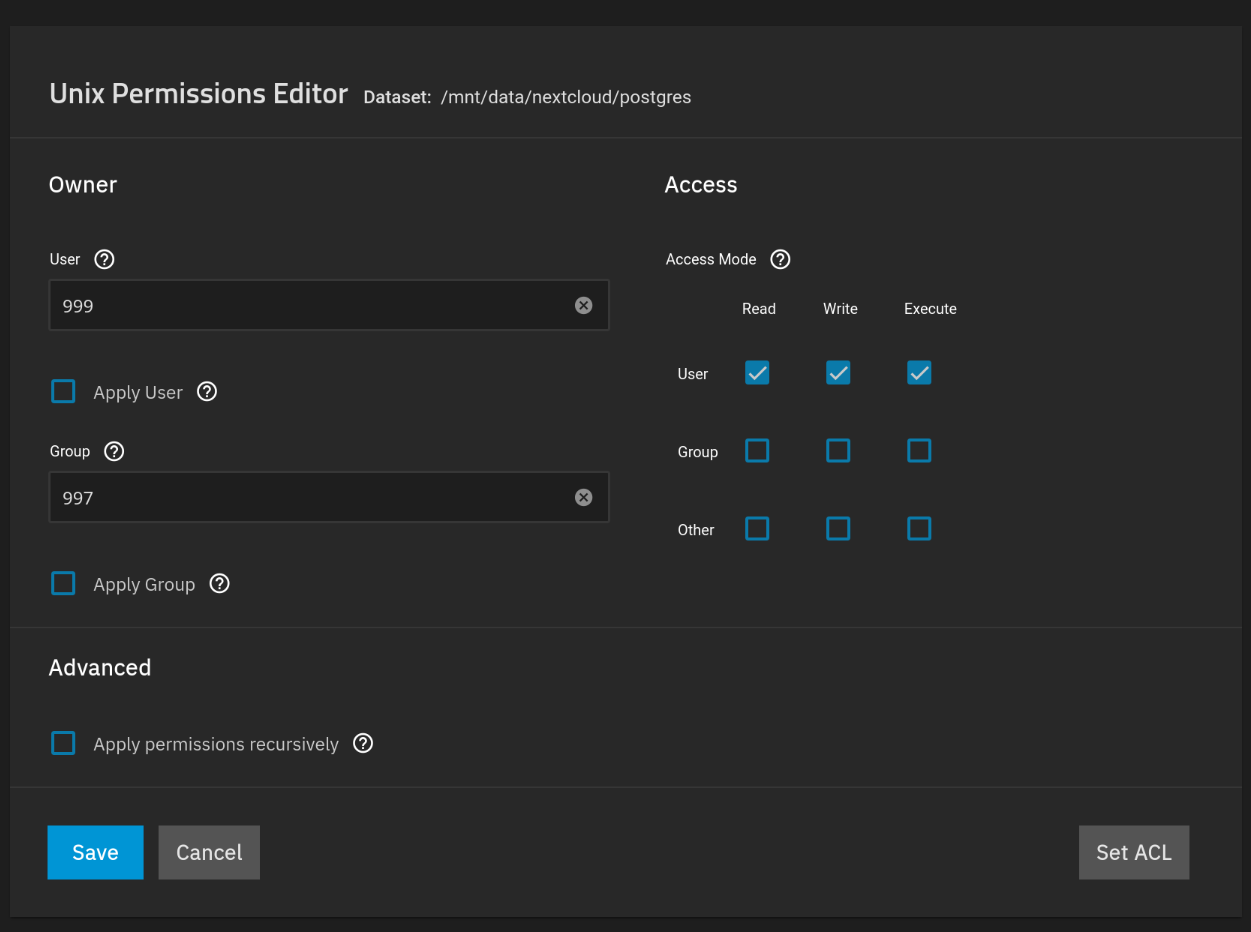 Unix Permissions Editor Dataset: /mnt/data/nextcloud/postgres
Owner
User
999
Apply User
Group
997
Apply Group
Access
Access Mode
Read Write Execute
User
Group
Other
Advanced
Apply permissions recursively
Save Cancel Set ACL